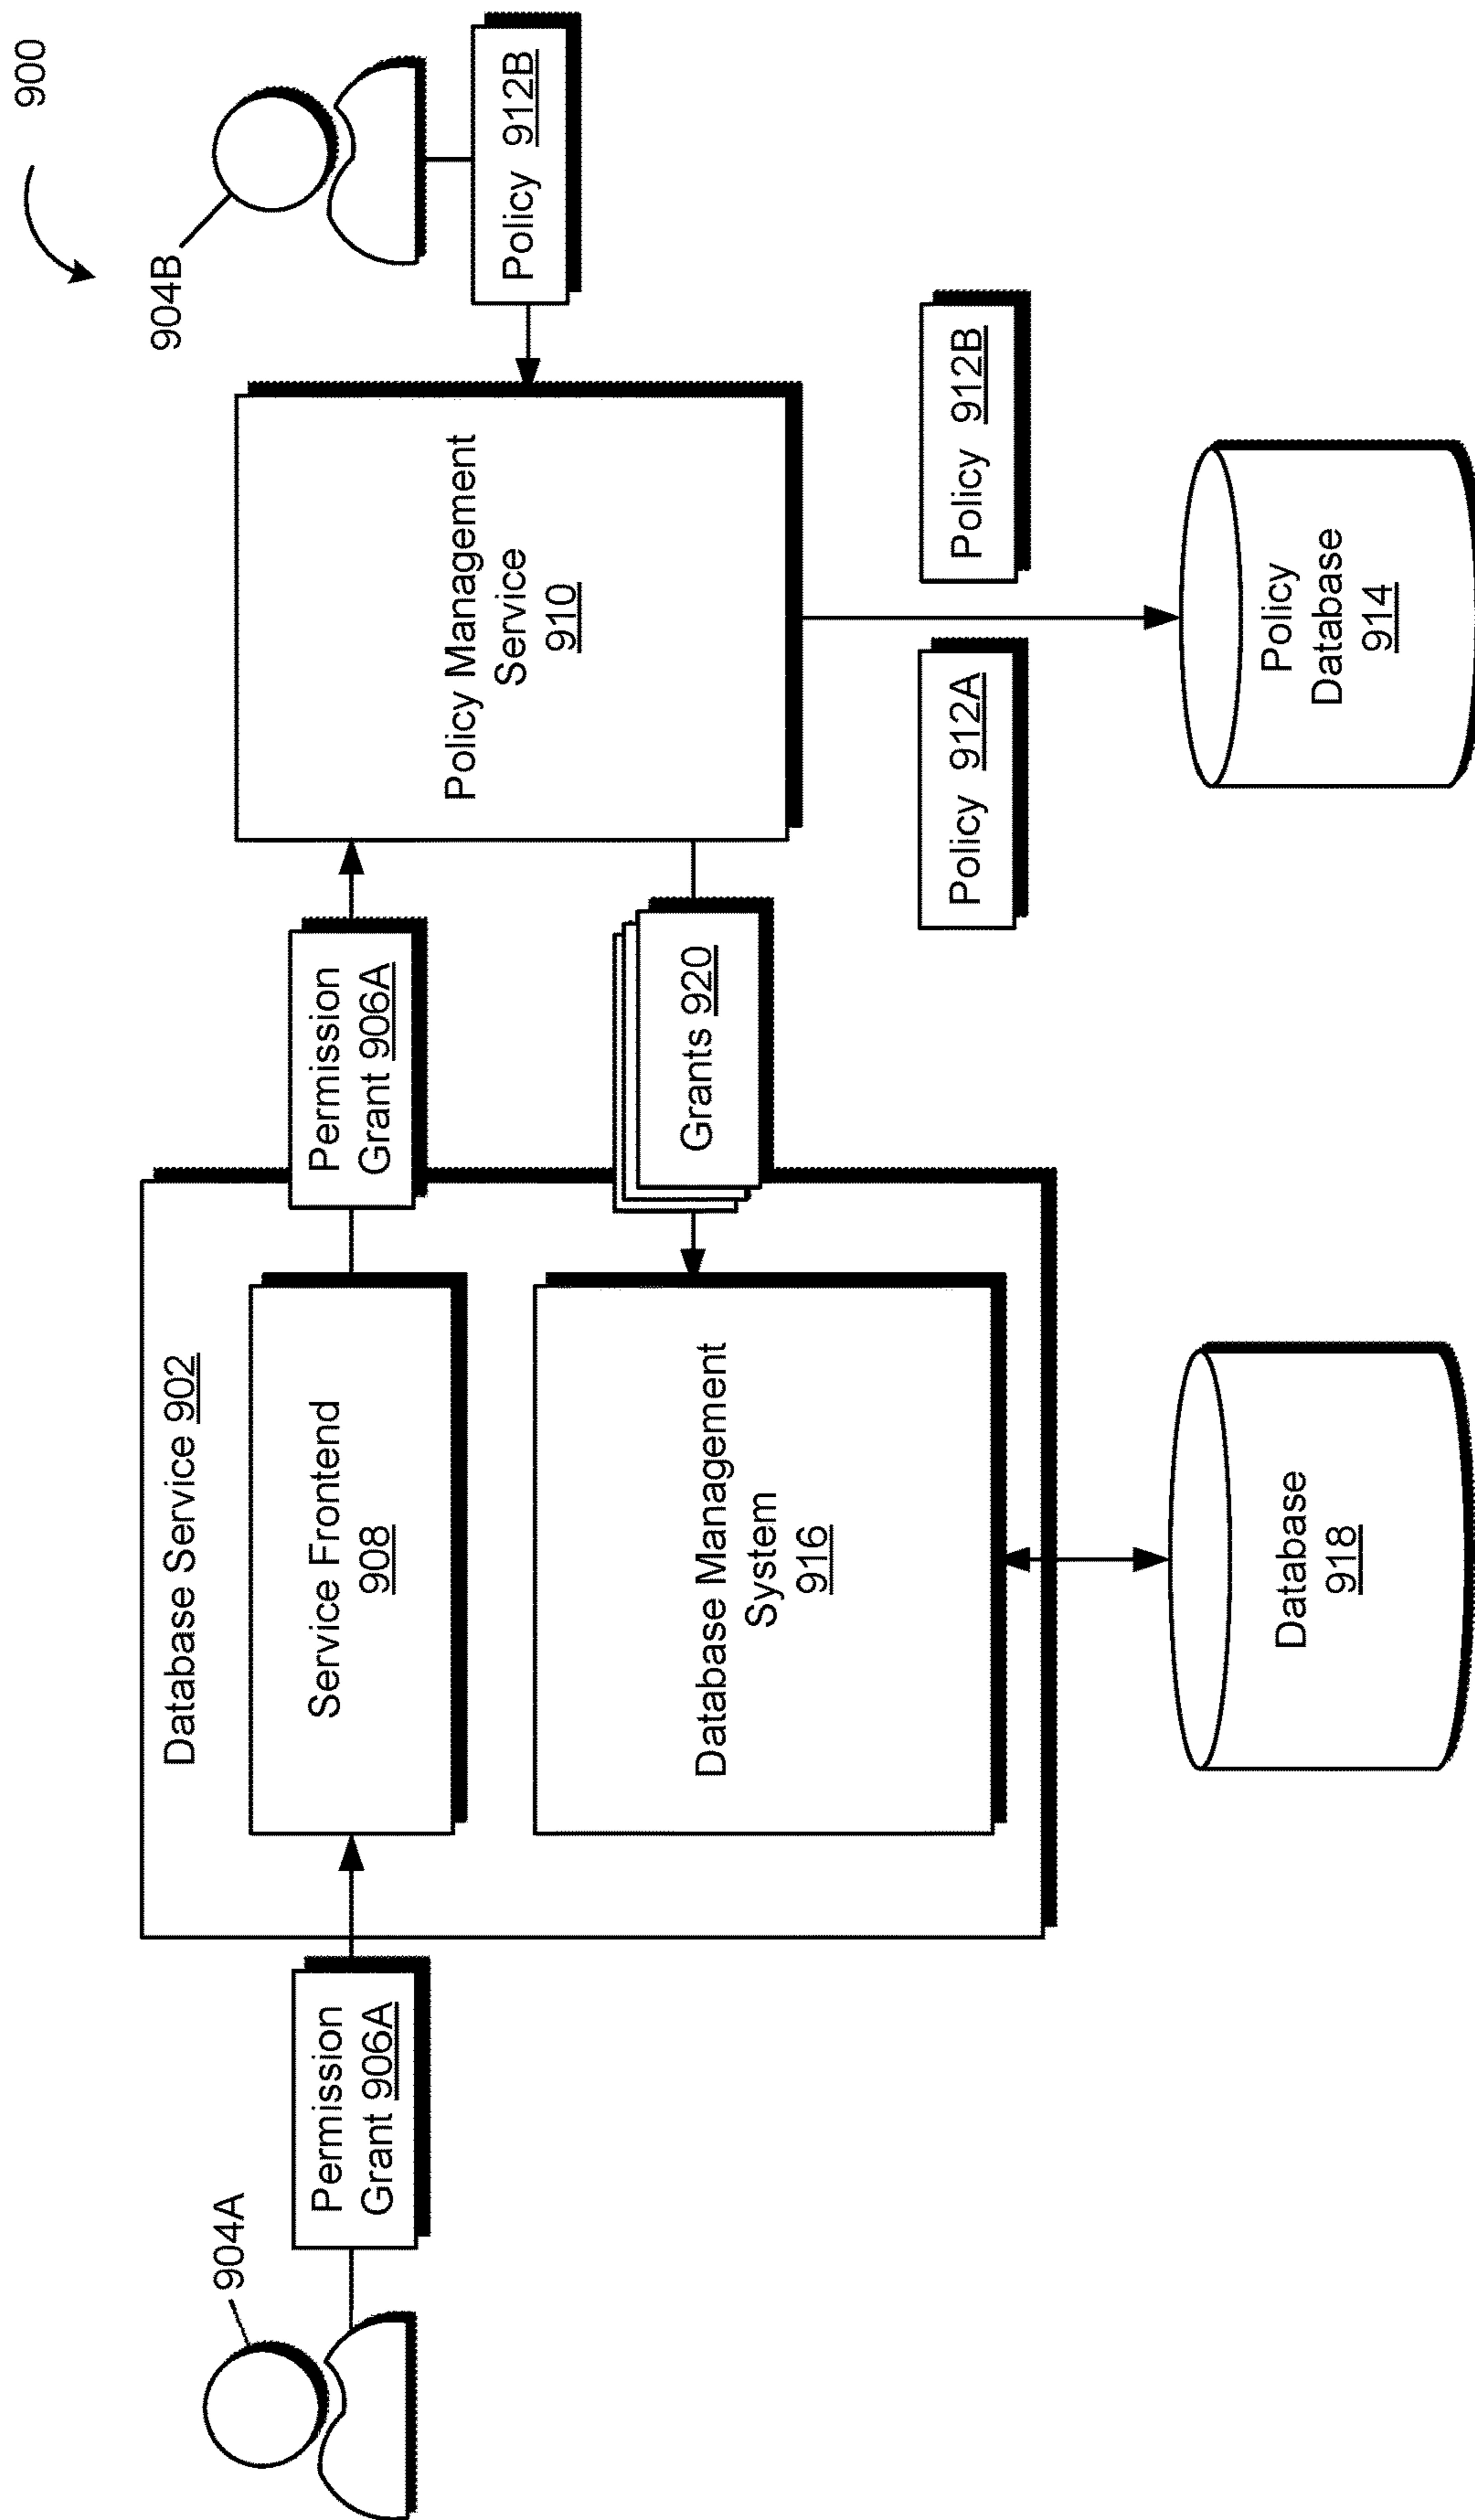 900
904A
904B
Permission
Grant 906A
Database Service 902
Service Frontend
908
Permission
Grant 906A
Policy Management
Service
910
Policy 912B
Database Management
System
916
Grants 920
Policy 912A
Policy 912B
Database
918
Policy
Database
914